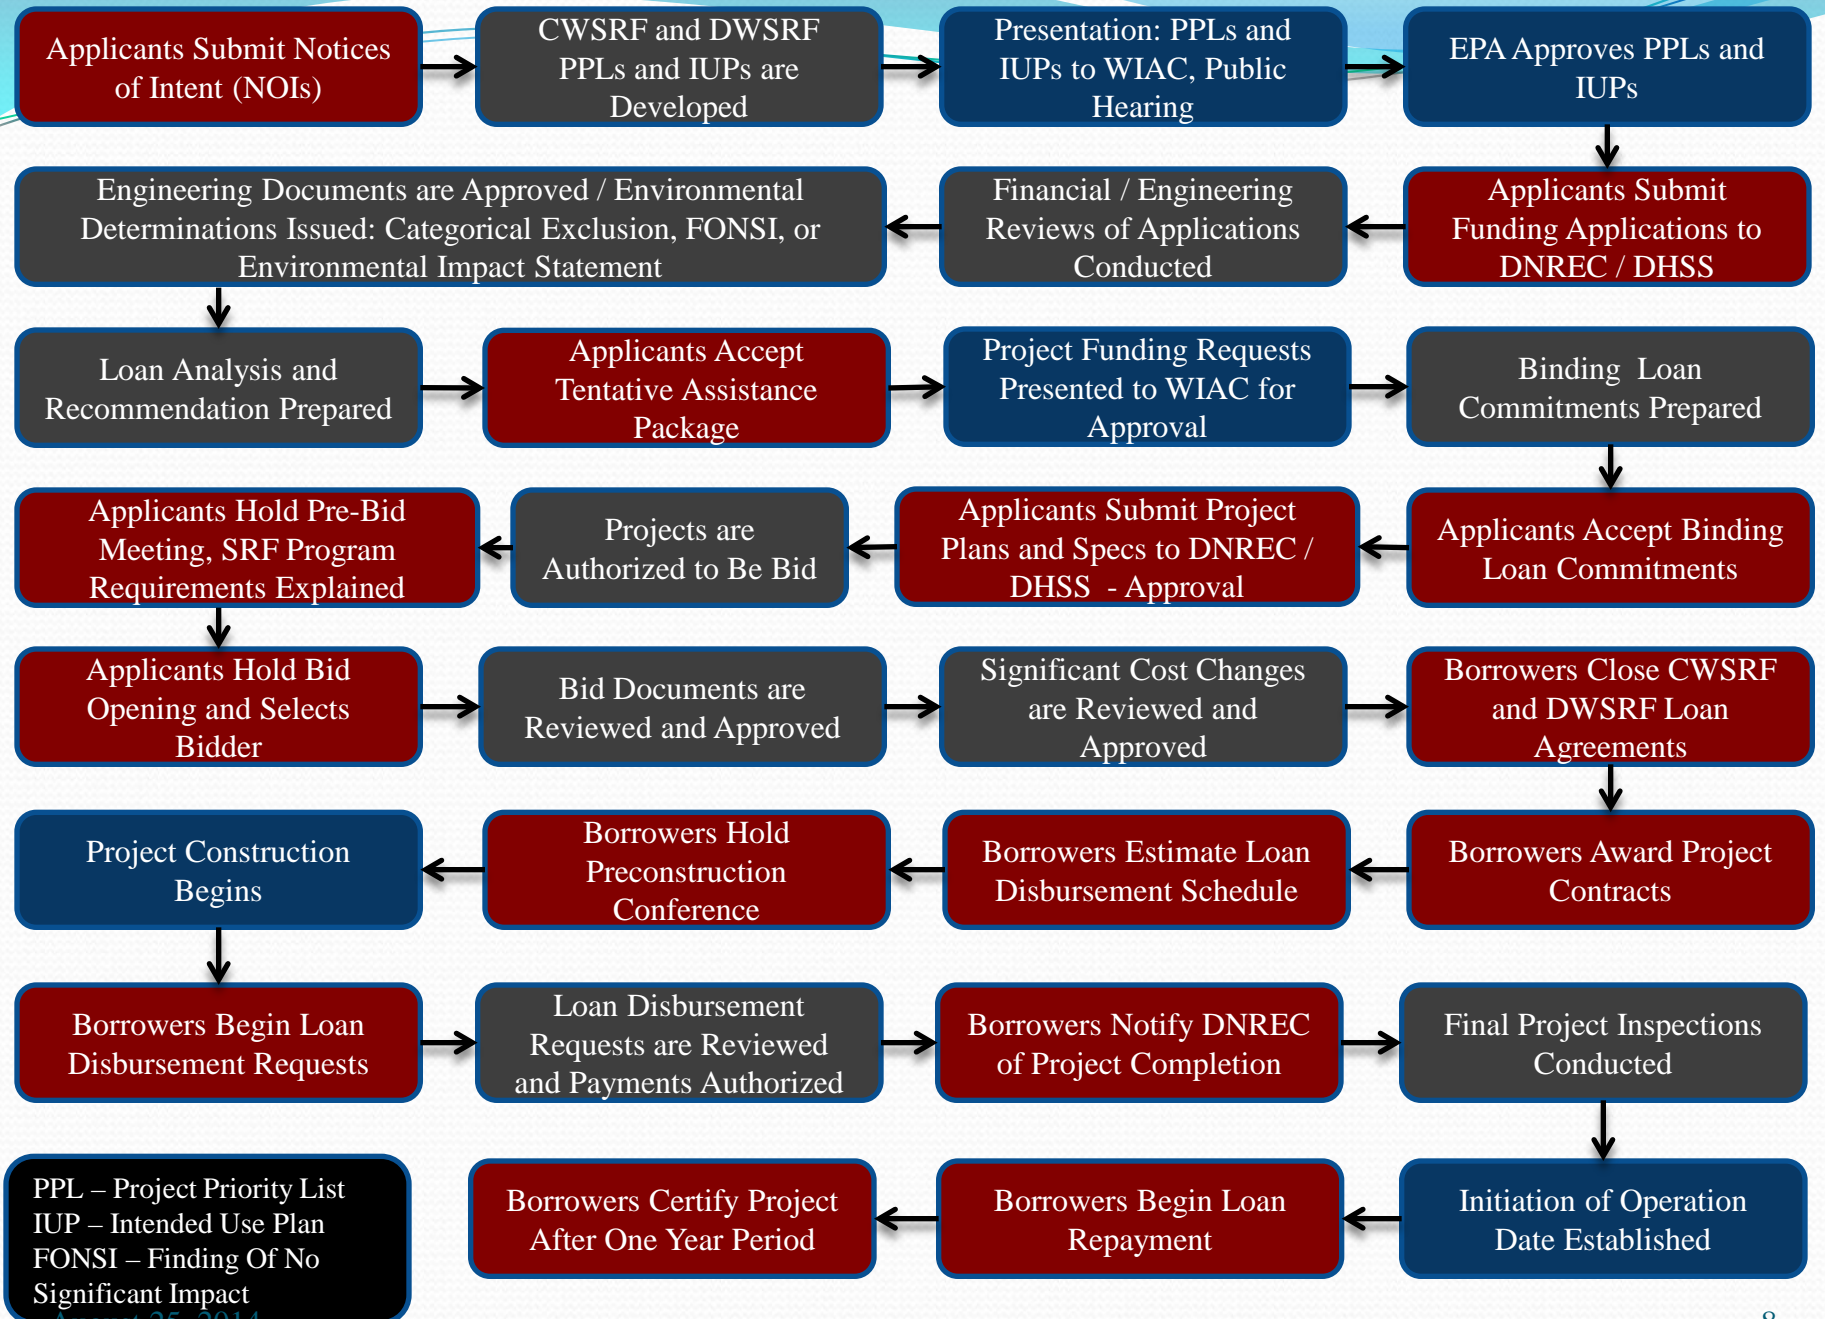 Applicants Submit Notices
of Intent (NOIs)
CWSRF and DWSRF
PPLs and IUPs are
Developed
Presentation: PPLs and
IUPs to WIAC, Public
Hearing
EPA Approves PPLs and
IUPs
Applicants Submit
Funding Applications to
DNREC / DHSS
Financial / Engineering
Reviews of Applications
Conducted
Engineering Documents are Approved / Environmental
Determinations Issued: Categorical Exclusion, FONSI, or
Environmental Impact Statement
Loan Analysis and
Recommendation Prepared
Applicants Accept
Tentative Assistance
Package
Project Funding Requests
Presented to WIAC for
Approval
Binding Loan
Commitments Prepared
Applicants Accept Binding
Loan Commitments
Applicants Submit Project
Plans and Specs to DNREC /
DHSS - Approval
Projects are
Authorized to Be Bid
Applicants Hold Pre-Bid
Meeting, SRF Program
Requirements Explained
Applicants Hold Bid
Opening and Selects
Bidder
Bid Documents are
Reviewed and Approved
Significant Cost Changes
are Reviewed and
Approved
Borrowers Close CWSRF
and DWSRF Loan
Agreements
Borrowers Award Project
Contracts
Borrowers Estimate Loan
Disbursement Schedule
Borrowers Hold
Preconstruction
Conference
Project Construction
Begins
Borrowers Begin Loan
Disbursement Requests
Loan Disbursement
Requests are Reviewed
and Payments Authorized
Borrowers Notify DNREC
of Project Completion
Final Project Inspections
Conducted
Initiation of Operation
Date Established
Borrowers Begin Loan
Repayment
Borrowers Certify Project
After One Year Period
PPL – Project Priority List
IUP – Intended Use Plan
FONSI – Finding Of No
Significant Impact
August 25, 2014
8